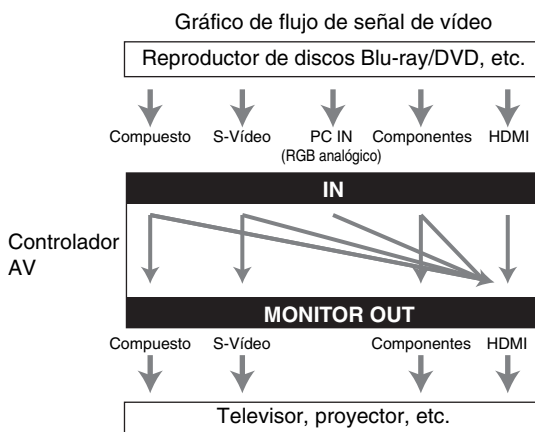 Gráfico de flujo de señal de vídeo
Reproductor de discos Blu-ray/DVD, etc.
Compuesto S-Vídeo PC IN Componentes HDMI
(RGB analógico)
IN
Controlador
AV
MONITOR OUT
Compuesto S-Vídeo Componentes HDMI
Televisor, proyector, etc.